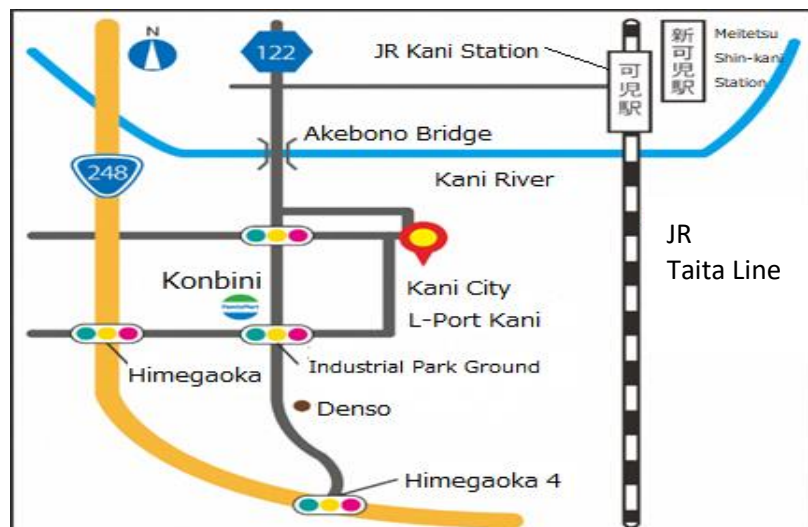 N
122
JR Kani Station
可児駅
新可児駅
Meitetsu
Shin-kani
Station
Akebono Bridge
248
Kani River
JR
Taita Line
Konbini
FamilyMart
Kani City
L-Port Kani
Himegaoka
Industrial Park Ground
Denso
Himegaoka 4